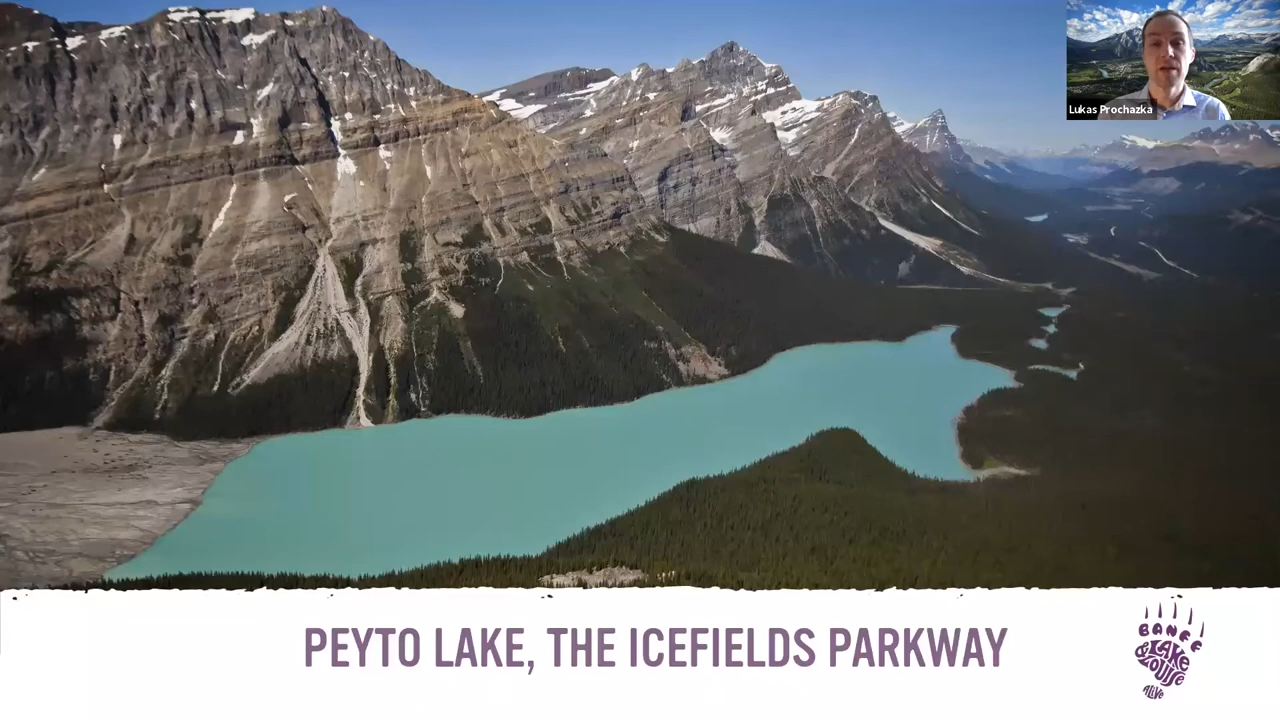 Lukas Prochazka
PEYTO LAKE, THE ICEFIELDS PARKWAY
BANFF
& LAKE
LOUISE
ALIVE